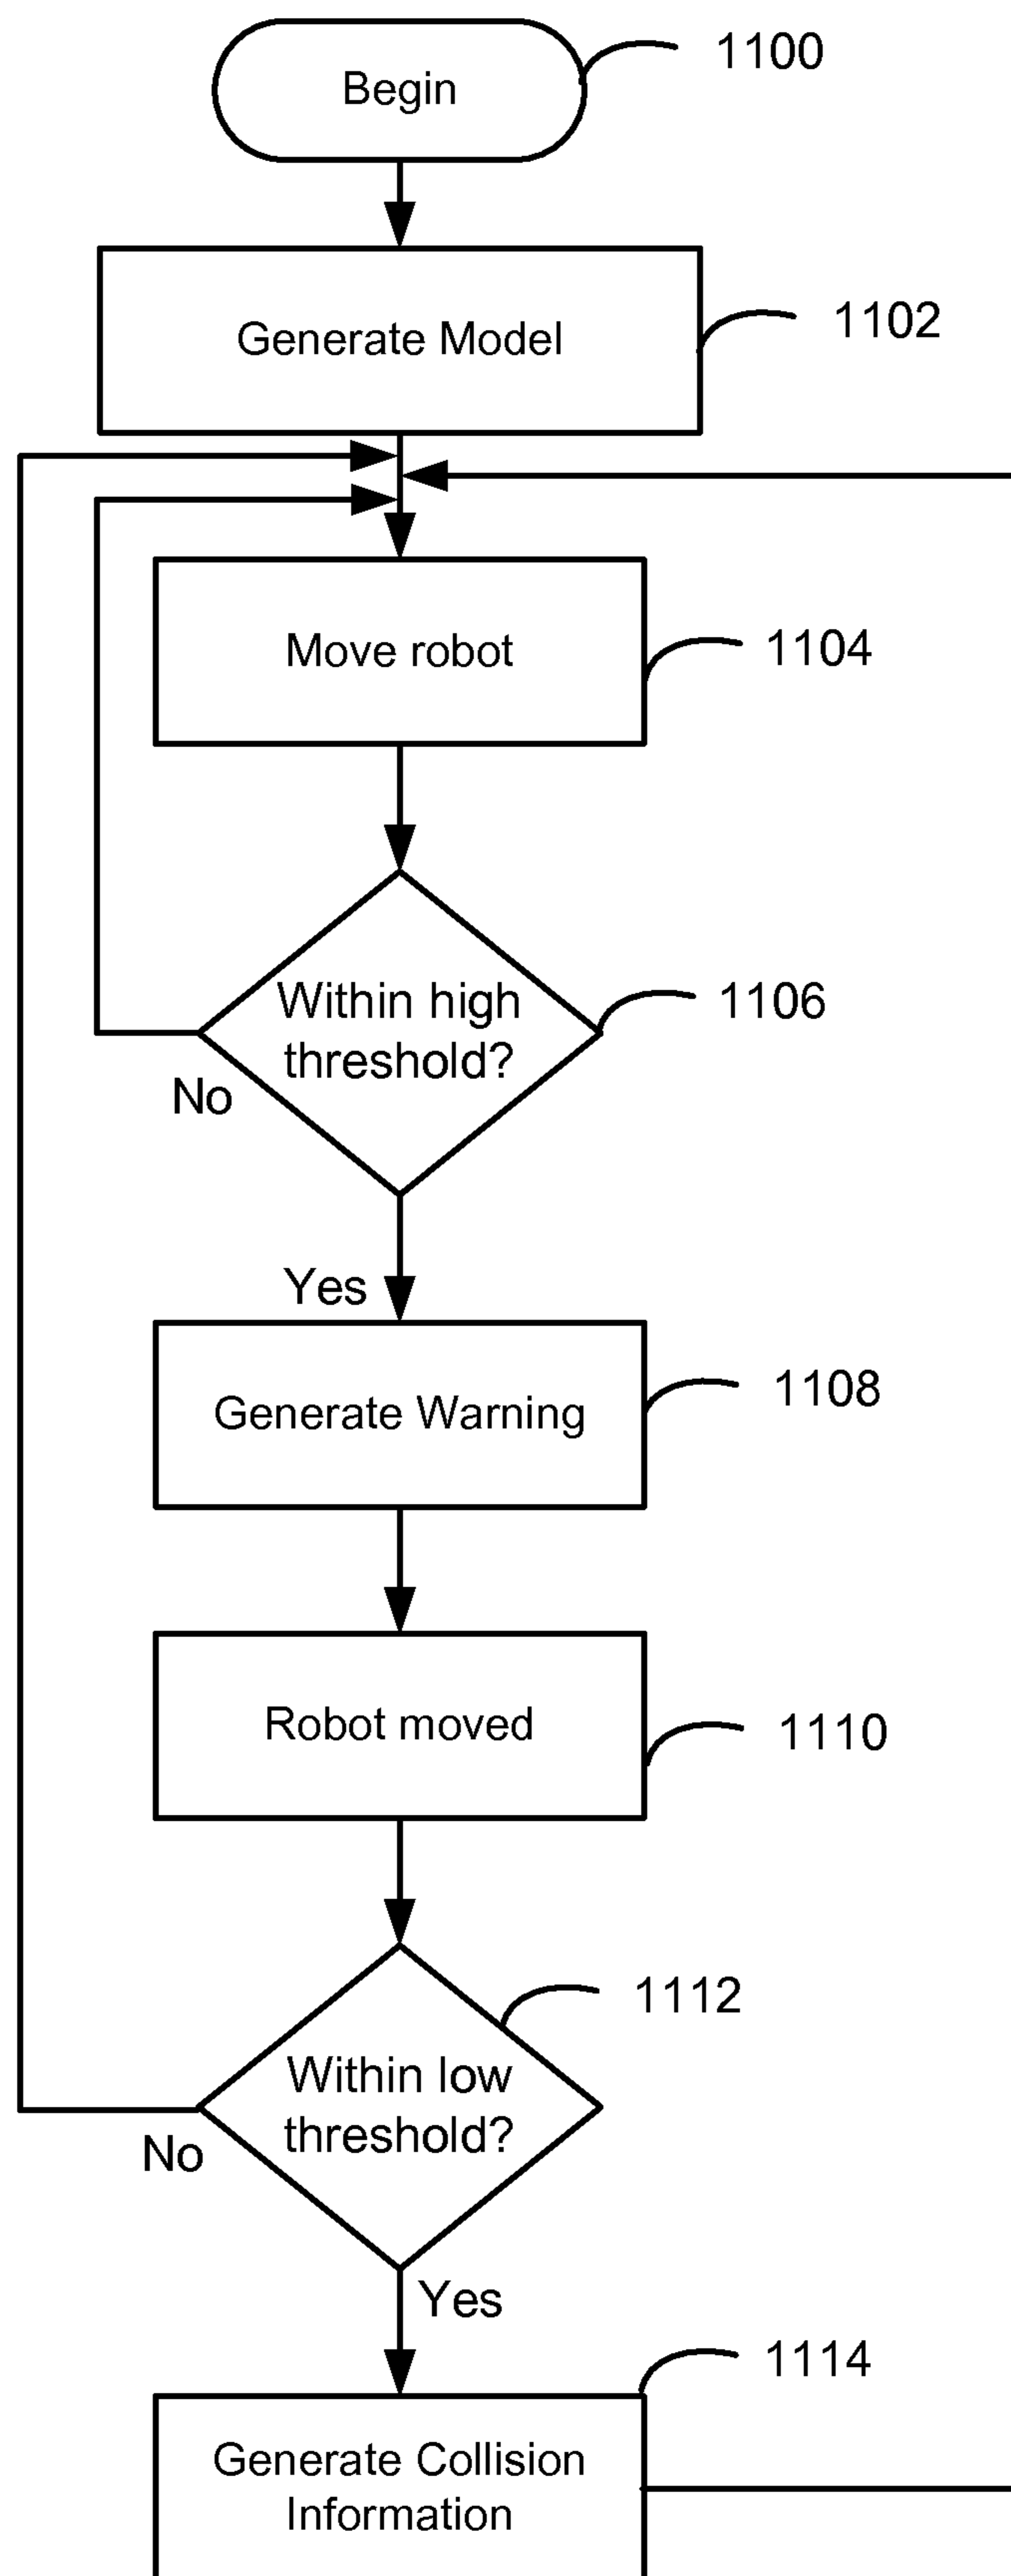 Begin
1100
Generate Model
1102
Move robot
1104
Within high
threshold?
1106
No
Yes
Generate Warning
1108
Robot moved
1110
1112
Within low
threshold?
No
Yes
1114
Generate Collision
Information